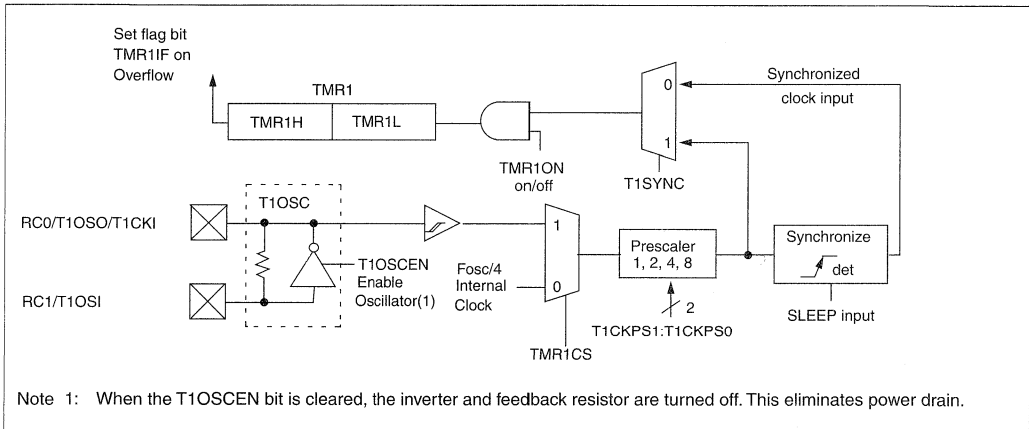 Set flag bit
TMR1IF on
Overflow
TMR1
TMR1H
TMR1L
TMR1ON
on/off
0
1
T1SYNC
Synchronized
clock input
RC0/T1OSO/T1CKI
T1OSC
RC1/T1OSI
T1OSCEN
Enable
Oscillator(1)
Fosc/4
Internal
Clock
1
0
TMR1CS
Prescaler
1, 2, 4, 8
2
T1CKPS1:T1CKPS0
Synchronize
det
SLEEP input
Note 1: When the T1OSCEN bit is cleared, the inverter and feedback resistor are turned off. This eliminates power drain.